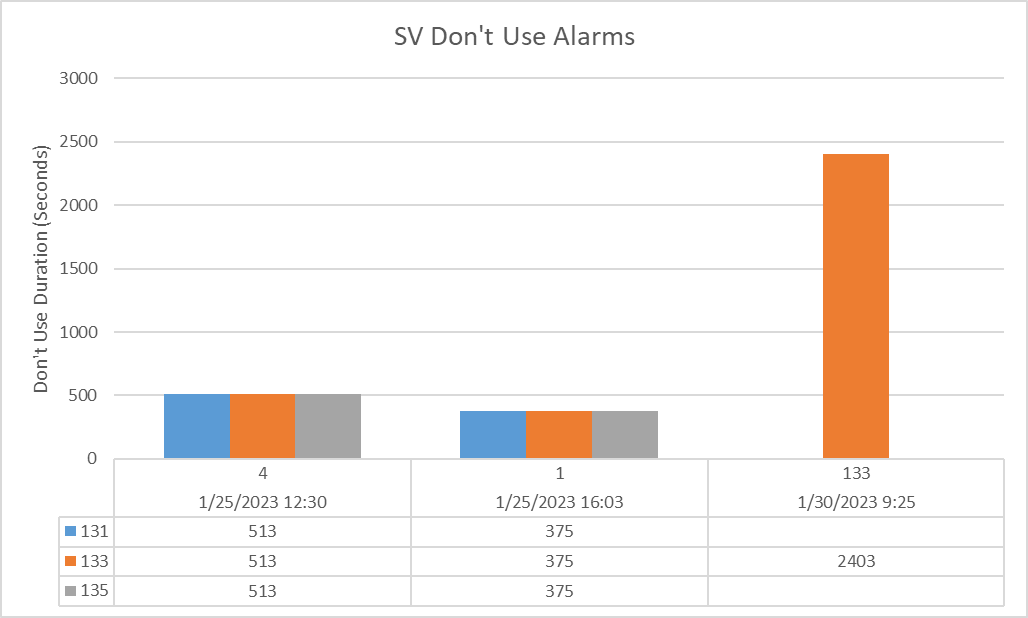 SV Don't Use Alarms
Don't Use Duration (Seconds)
3000
2500
2000
1500
1000
500
0
4 1 133
1/25/2023 12:30 1/25/2023 16:03 1/30/2023 9:25
131 513 375
133 513 375 2403
135 513 375